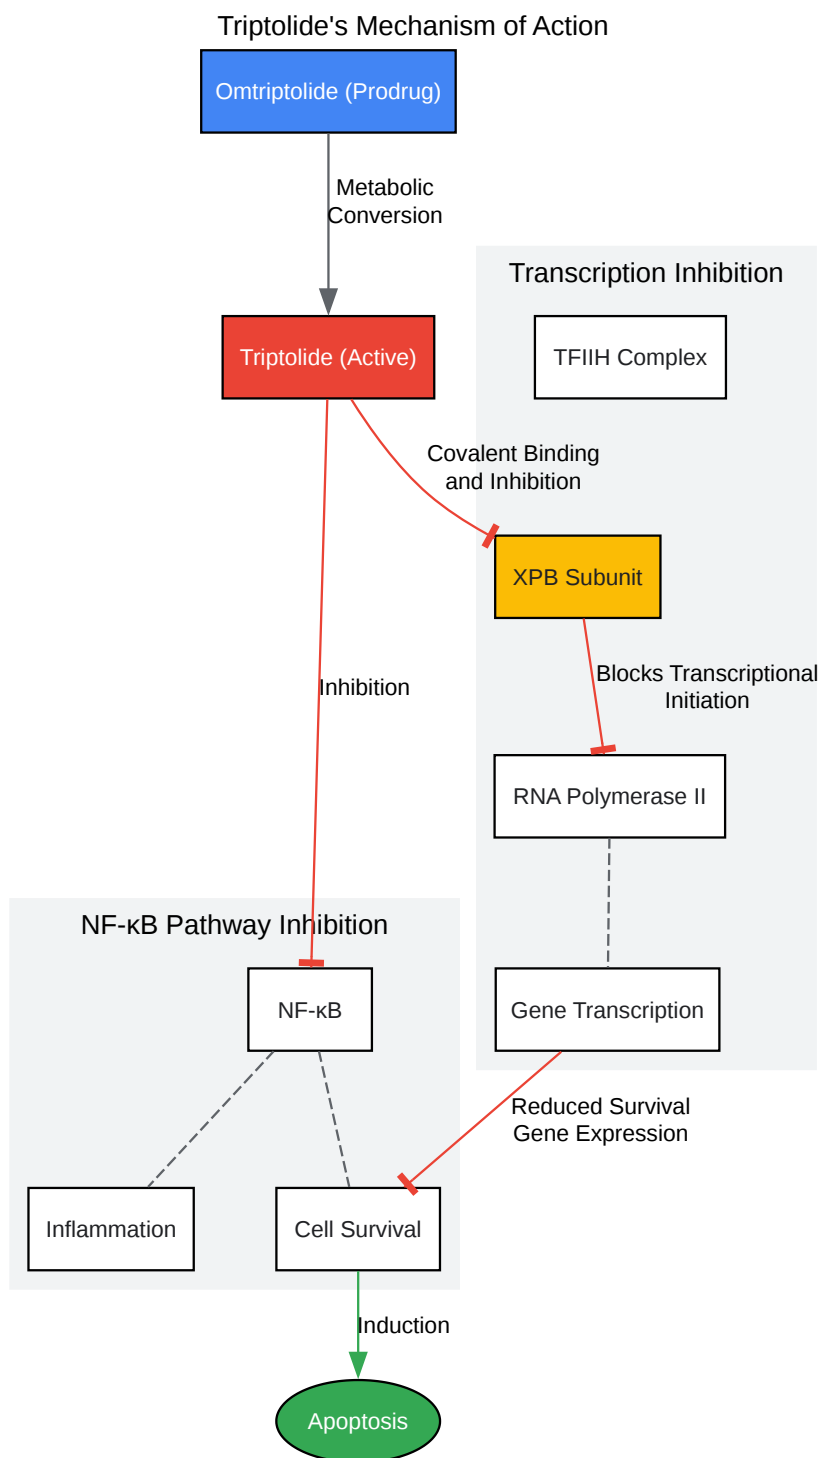 Triptolide's Mechanism of Action
Omtriptolide (Prodrug)
Metabolic
Conversion
Transcription Inhibition
Triptolide (Active)
TFIIH Complex
Covalent Binding
and Inhibition
XPB Subunit
Inhibition
Blocks Transcriptional
Initiation
RNA Polymerase II
NF-κB Pathway Inhibition
NF-κB
Gene Transcription
Reduced Survival
Gene Expression
Inflammation
Cell Survival
Induction
Apoptosis